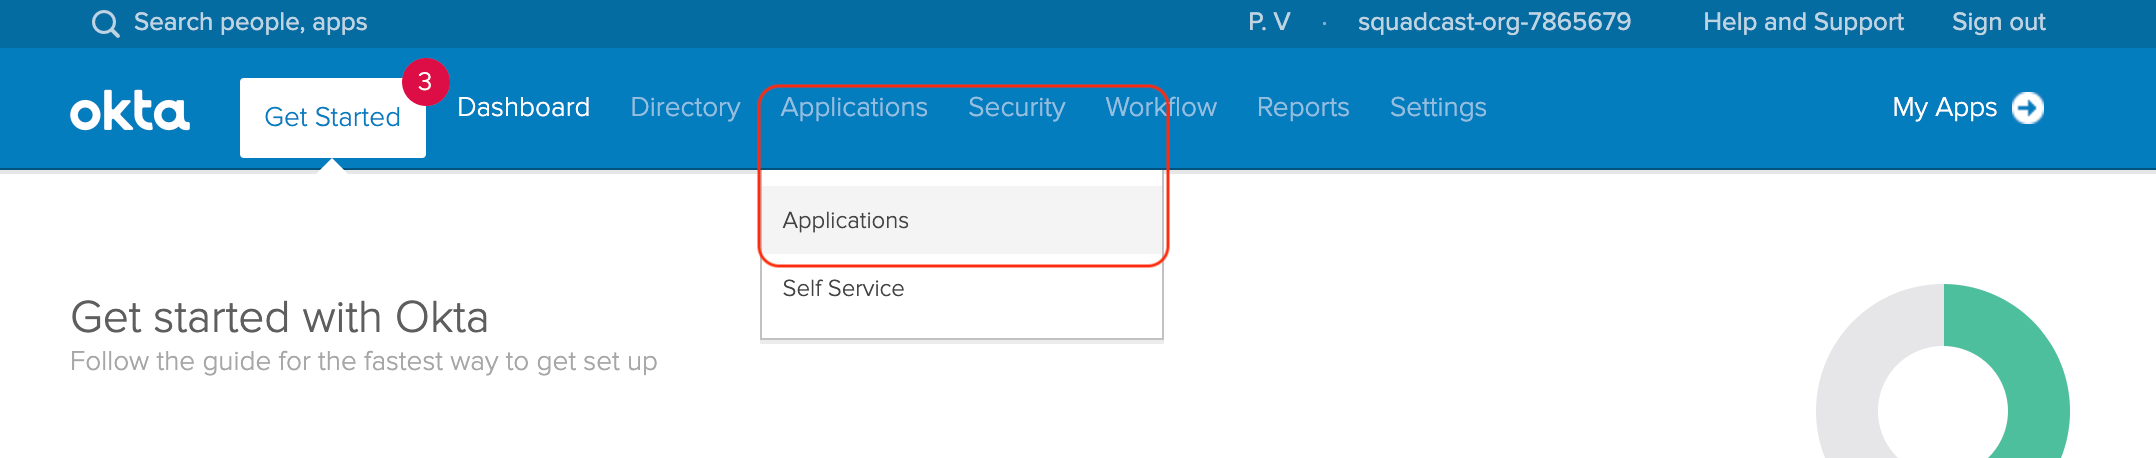 Search people, apps P. V · squadcast-org-7865679 Help and Support Sign out
okta Get Started 3 Dashboard Directory Applications Security Workflow Reports Settings My Apps
Applications
Self Service
Get started with Okta
Follow the guide for the fastest way to get set up